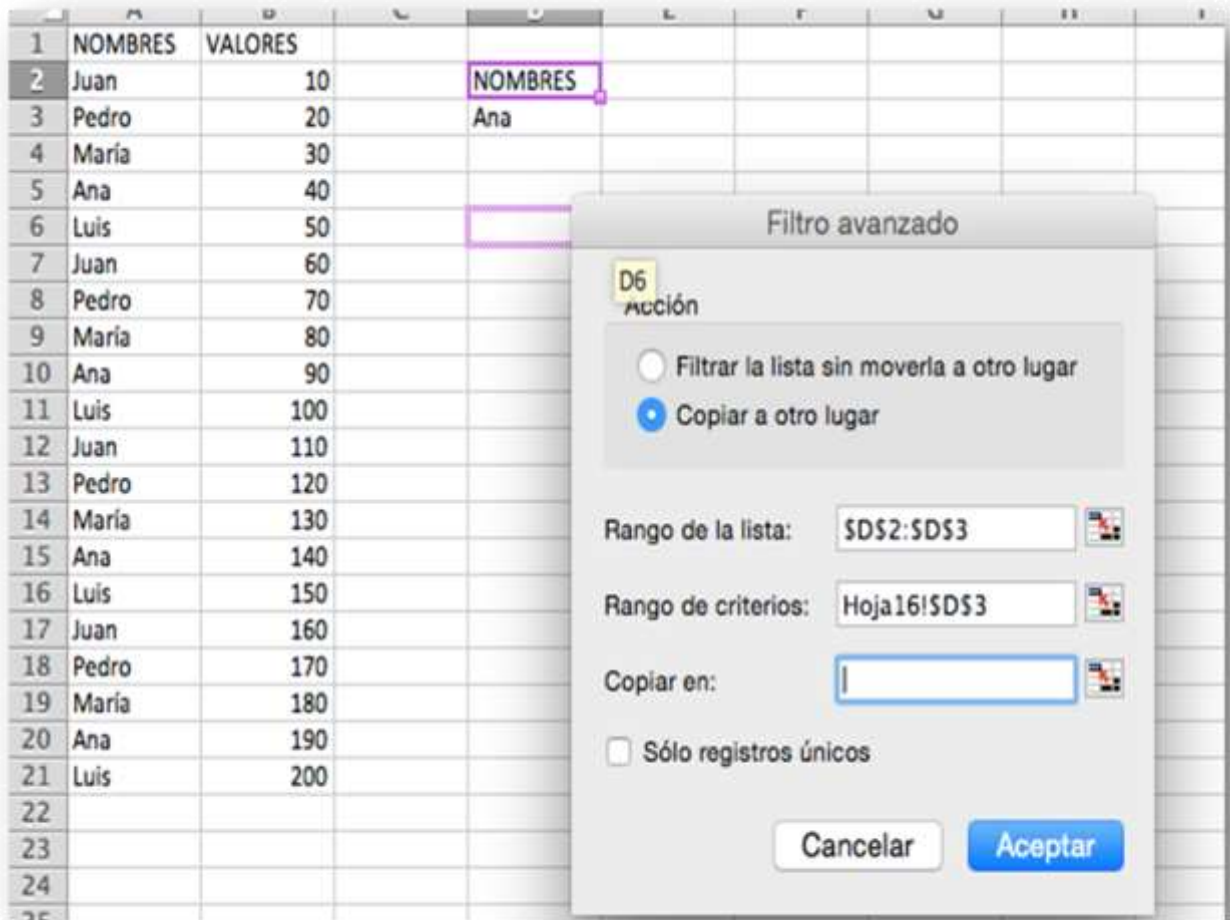 1 NOMBRES VALORES
2 Juan 10 NOMBRES
3 Pedro 20 Ana
4 María 30
5 Ana 40
6 Luis 50
7 Juan 60
8 Pedro 70
9 María 80
10 Ana 90
11 Luis 100
12 Juan 110
13 Pedro 120
14 María 130
15 Ana 140
16 Luis 150
17 Juan 160
18 Pedro 170
19 María 180
20 Ana 190
21 Luis 200
22
23
24
Filtro avanzado
D6
Acción
Filtrar la lista sin moverla a otro lugar
Copiar a otro lugar
Rango de la lista: $D$2:$D$3
Rango de criterios: Hoja16!$D$3
Copiar en:
Sólo registros únicos
Cancelar Aceptar